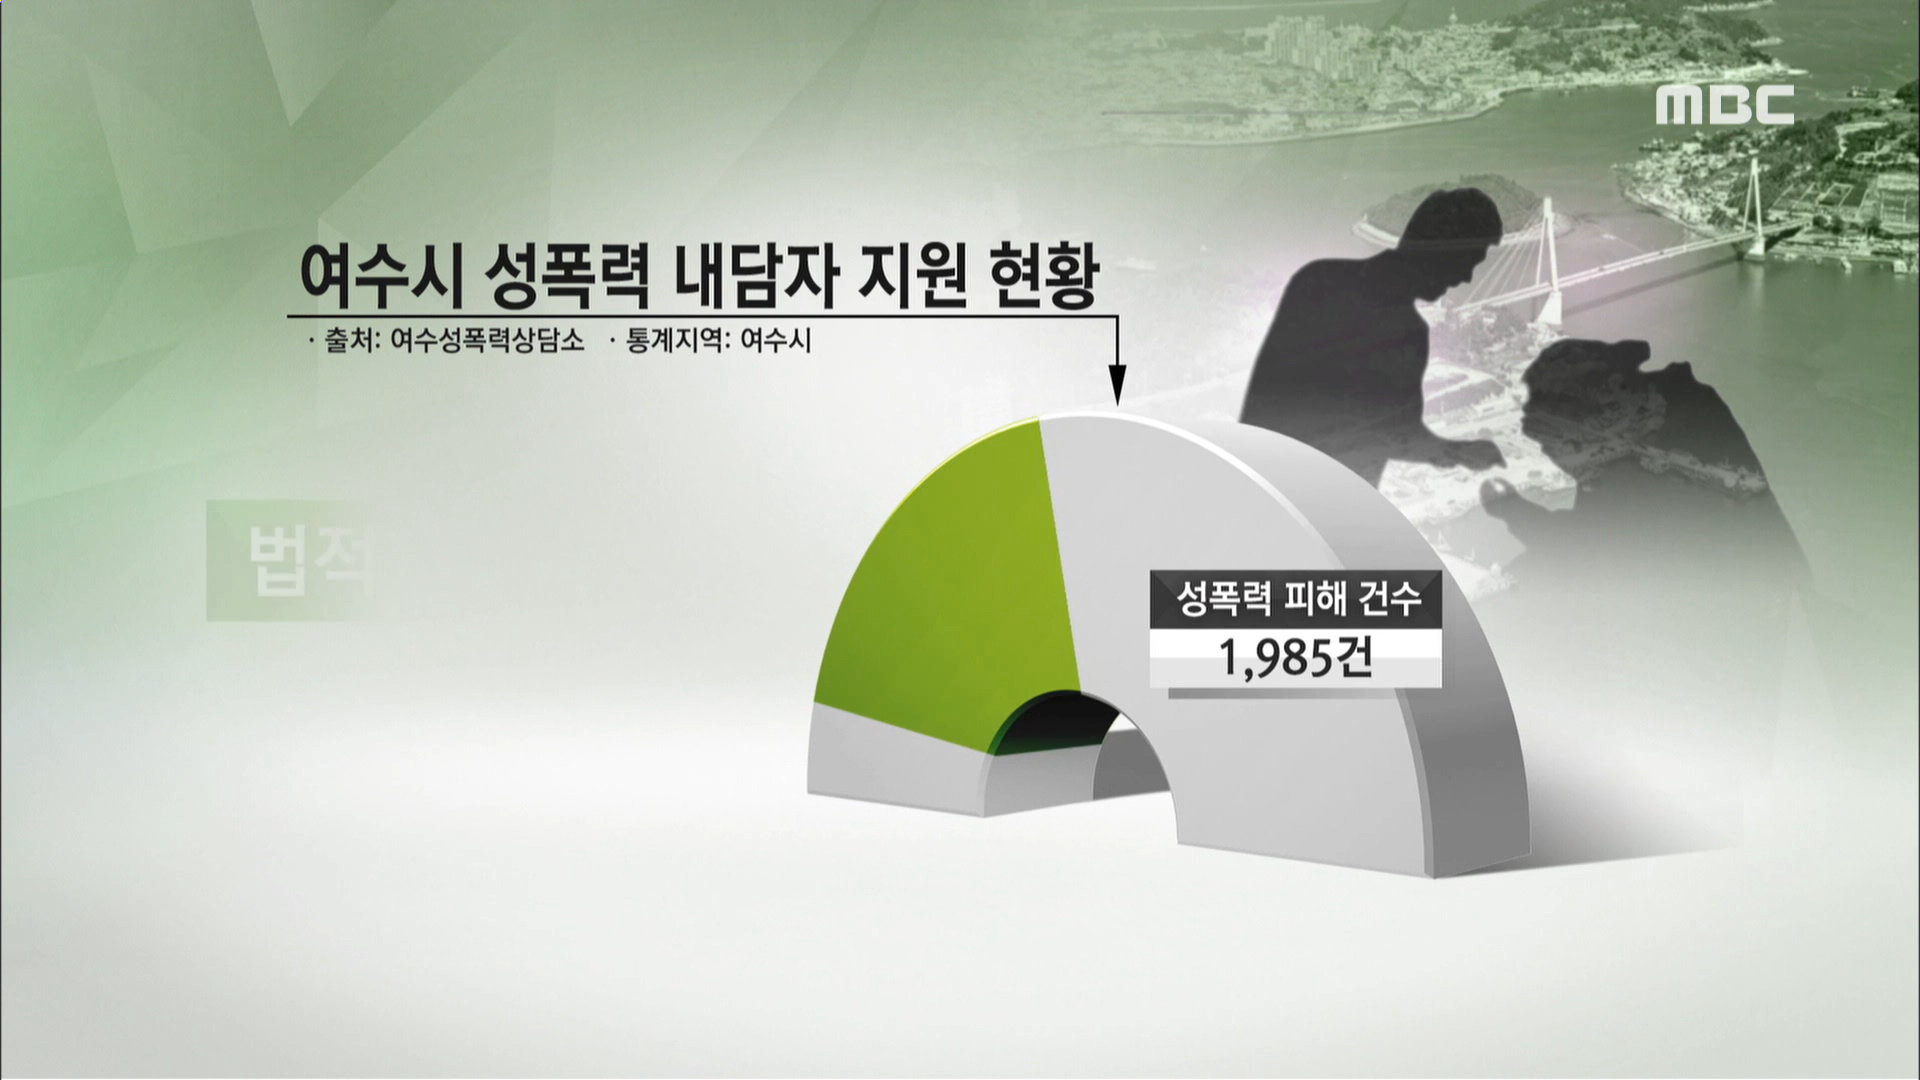 MBC
여수시 성폭력 내담자 지원 현황
· 출처: 여수성폭력상담소 · 통계지역: 여수시
법적
성폭력 피해 건수
1,985건